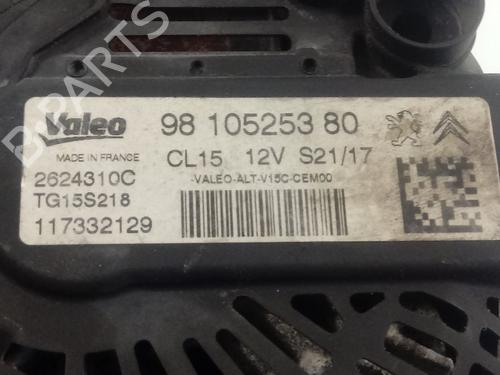 B-PARTS
Valeo
98 105253 80
MADE IN FRANCE
CL15 12V S21/17
2624310C
-VALEO-ALT-V15C-CEM00
TG15S218
117332129